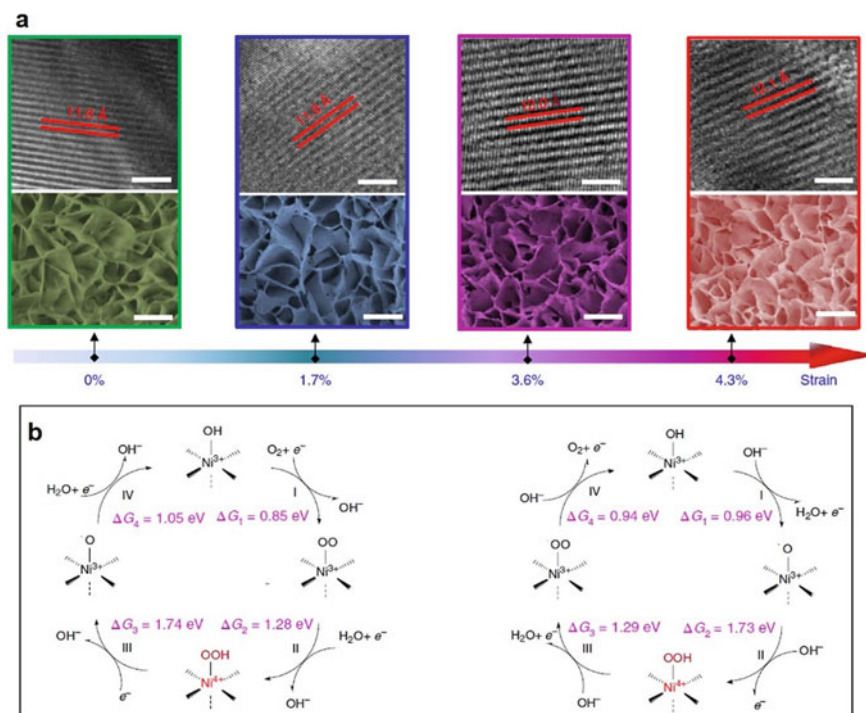 a
12.1 Å
0%
1.7%
3.6%
4.3%
Strain
b
OH
Ni³⁺
OH⁻
O₂+ e⁻
H₂O+ e⁻
IV
I
OH⁻
ΔG₄ = 1.05 eV
ΔG₁ = 0.85 eV
·O
Ni³⁺
OO
Ni³⁺
ΔG₃ = 1.74 eV
ΔG₂ = 1.28 eV
OH⁻
III
II
H₂O+ e⁻
OOH
Ni⁴⁺
e⁻
OH⁻
OH
Ni³⁺
O₂+ e⁻
OH⁻
OH⁻
IV
I
H₂O+ e⁻
ΔG₄ = 0.94 eV
ΔG₁ = 0.96 eV
OO
Ni³⁺
·O
Ni³⁺
ΔG₃ = 1.29 eV
ΔG₂ = 1.73 eV
H₂O+ e⁻
III
II
OH⁻
OOH
Ni⁴⁺
OH⁻
e⁻